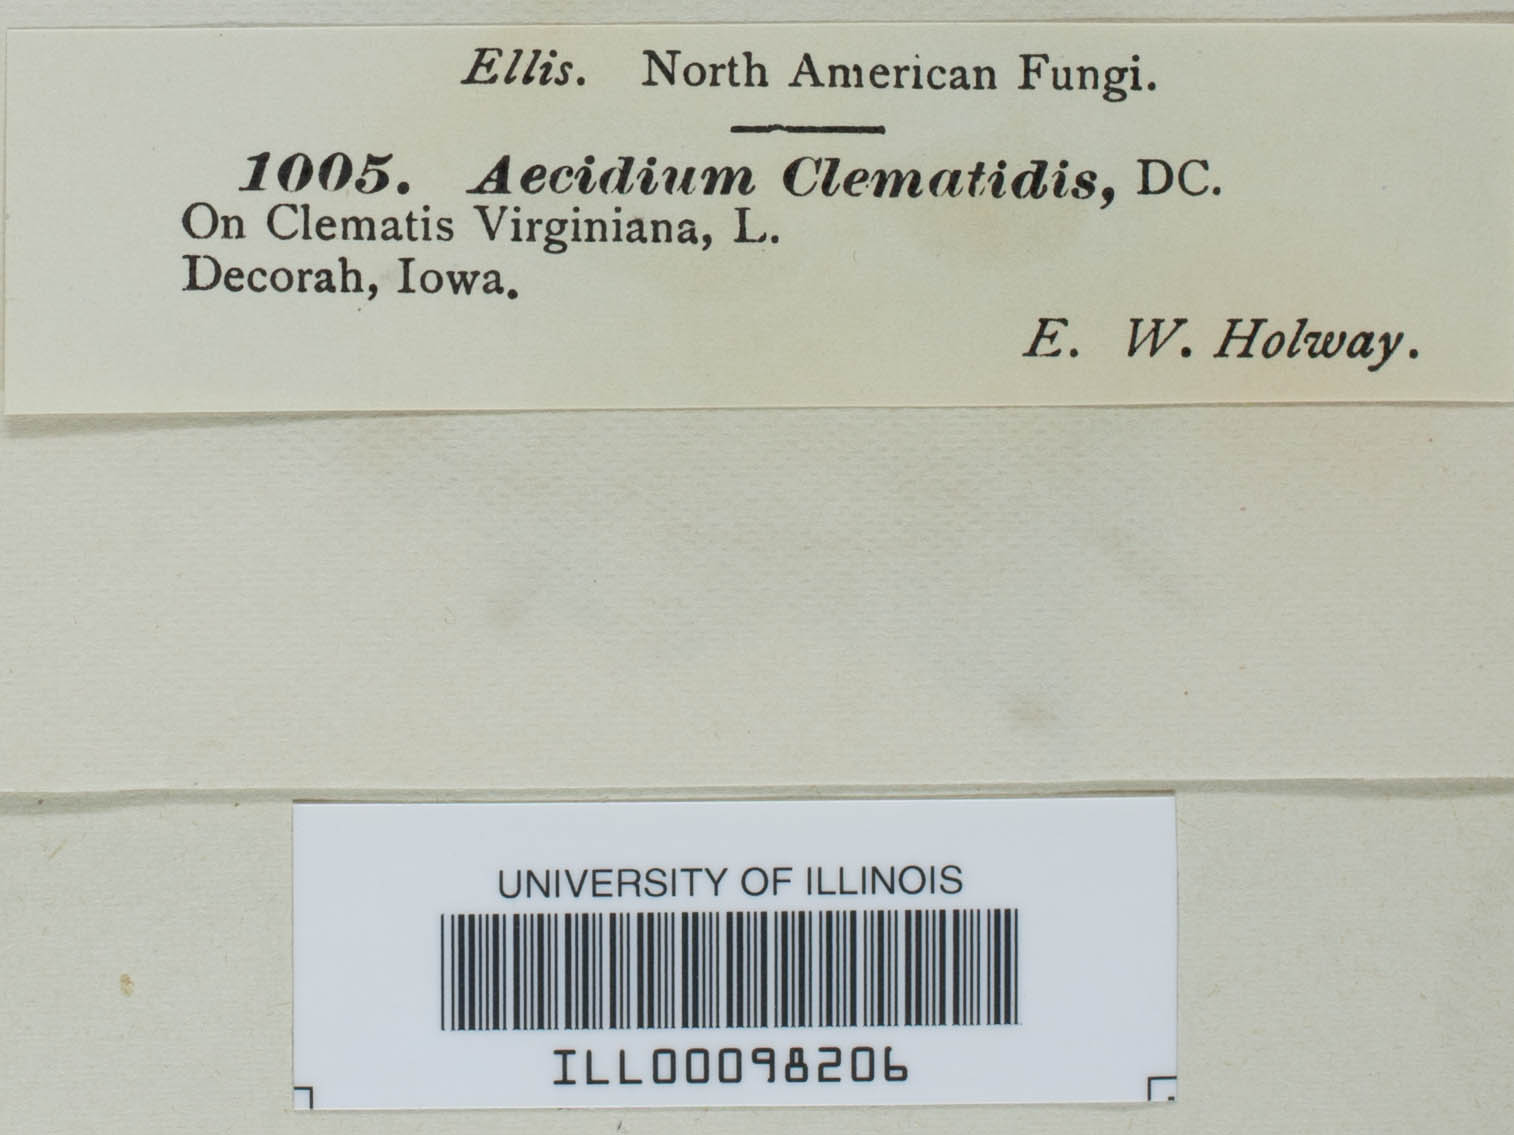 Ellis. North American Fungi.
1005. Aecidium Clematidis, DC.
On Clematis Virginiana, L.
Decorah, Iowa.
E. W. Holway.
UNIVERSITY OF ILLINOIS
ILL00098206